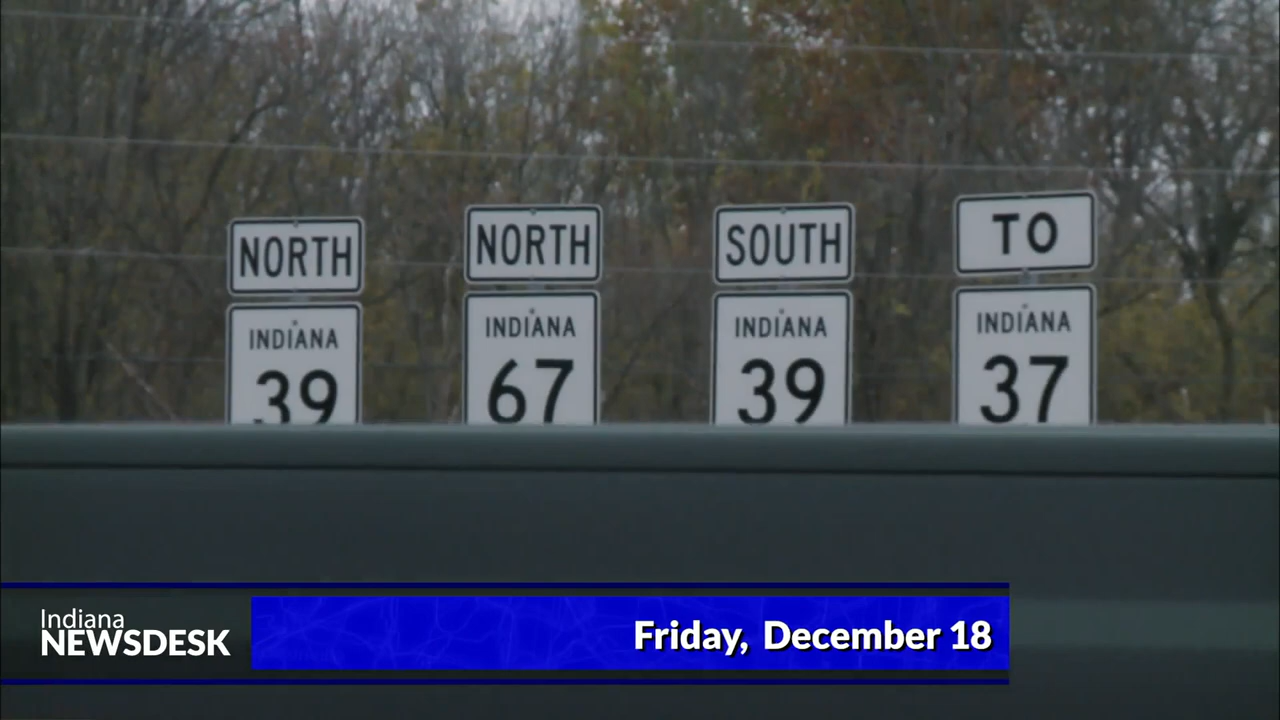 NORTH
INDIANA
39
NORTH
INDIANA
67
SOUTH
INDIANA
39
TO
INDIANA
37
Indiana
NEWSDESK
Friday, December 18